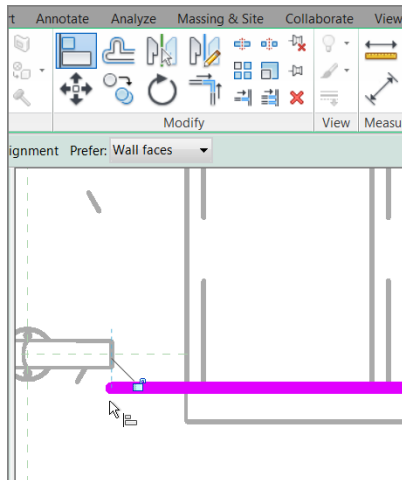 Annotate Analyze Massing & Site Collaborate View
Modify View Measu
ignment Prefer: Wall faces